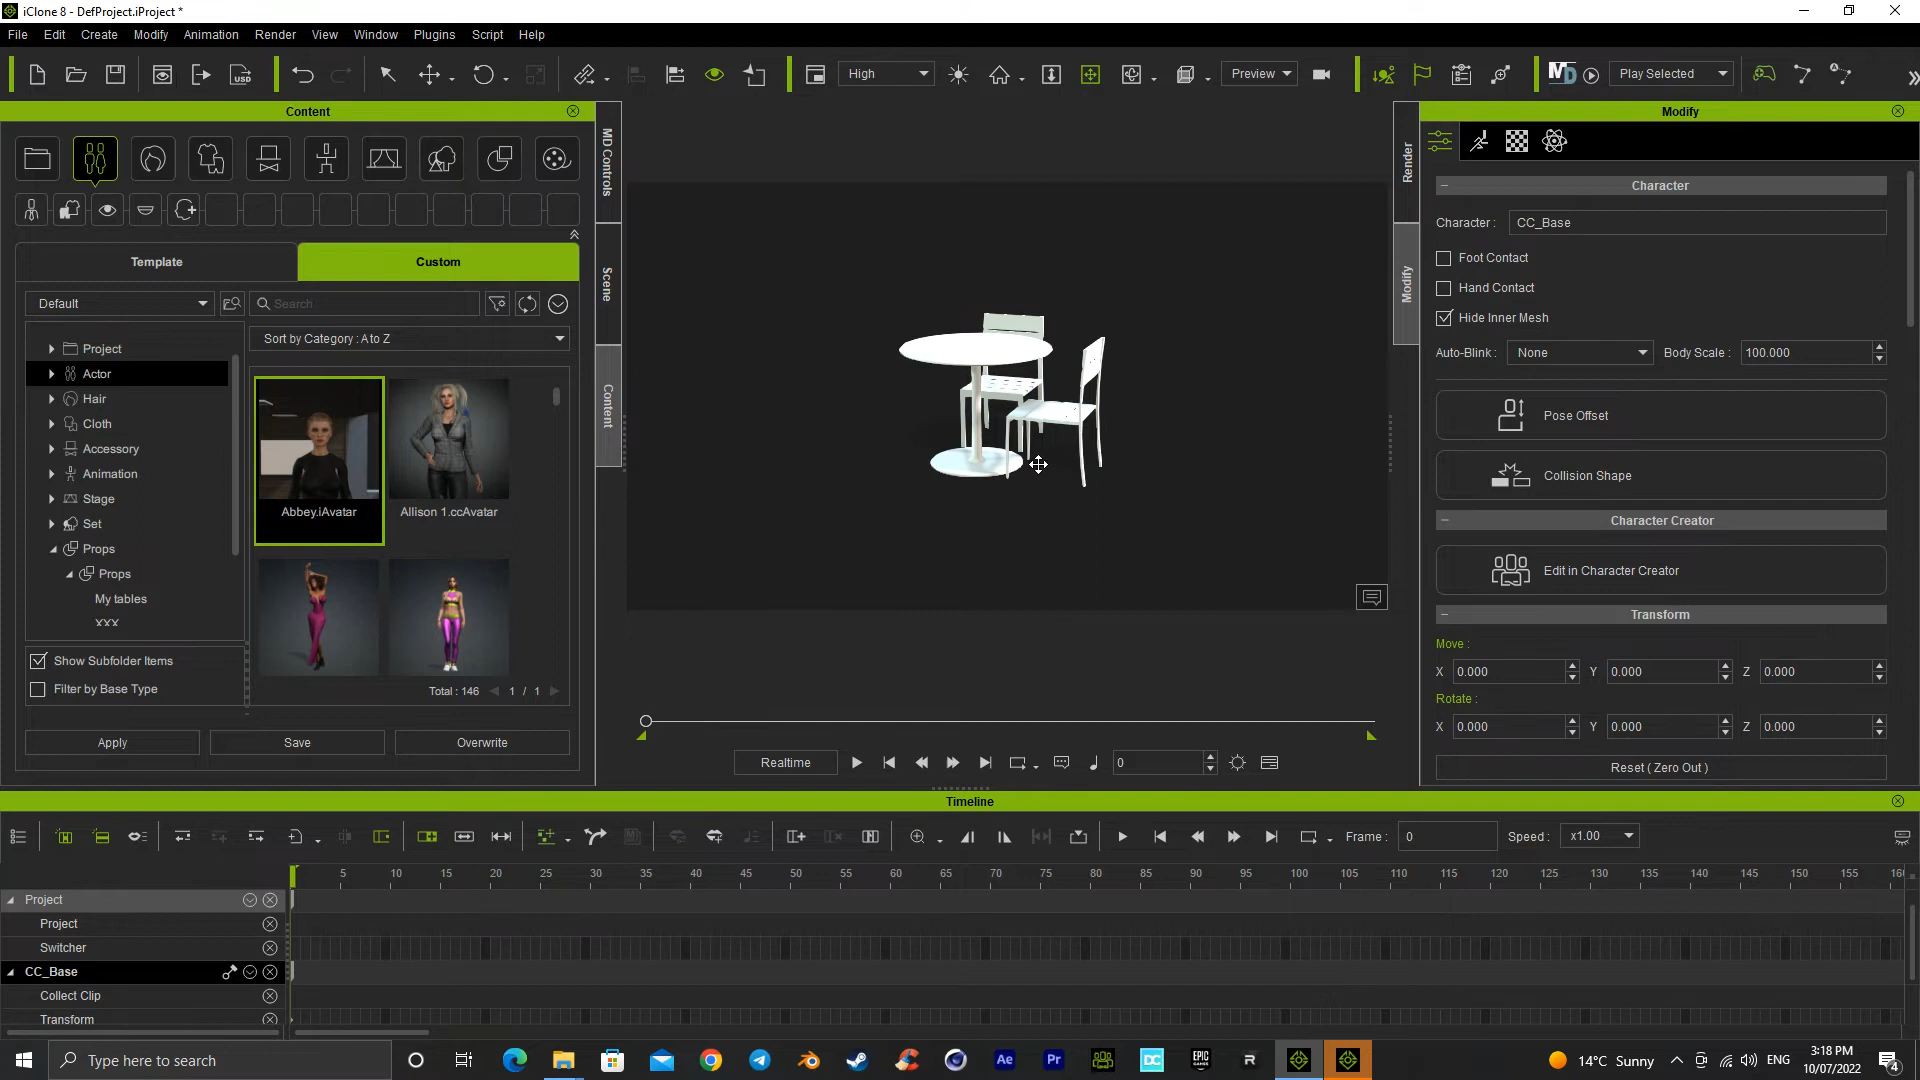 iClone 8 - DefProject.iProject *
File Edit Create Modify Animation Render View Window Plugins Script Help
USD High Preview MD Play Selected
Content
Modify
MD Controls
Scene
Content
Render
Modify
Template Custom
Default Search
Sort by Category : A to Z
Project
Actor
Hair
Cloth
Accessory
Animation
Stage
Set
Props
Props
My tables
XXX
Abbey.iAvatar Allison 1.ccAvatar
Show Subfolder Items
Filter by Base Type
Total : 146 1 / 1
Apply Save Overwrite
Character
Character : CC_Base
Foot Contact
Hand Contact
Hide Inner Mesh
Auto-Blink : None Body Scale : 100.000
Pose Offset
Collision Shape
Character Creator
Edit in Character Creator
Transform
Move :
X 0.000 Y 0.000 Z 0.000
Rotate :
X 0.000 Y 0.000 Z 0.000
Reset ( Zero Out )
Realtime 0
Timeline
Frame : 0 Speed : x1.00
5 10 15 20 25 30 35 40 45 50 55 60 65 70 75 80 85 90 95 100 105 110 115 120 125 130 135 140 145 150 155
Project
Project
Switcher
CC_Base
Collect Clip
Transform
Type here to search
Ae Pr DC EPIC GAMES R
14°C Sunny ENG 3:18 PM
10/07/2022 4